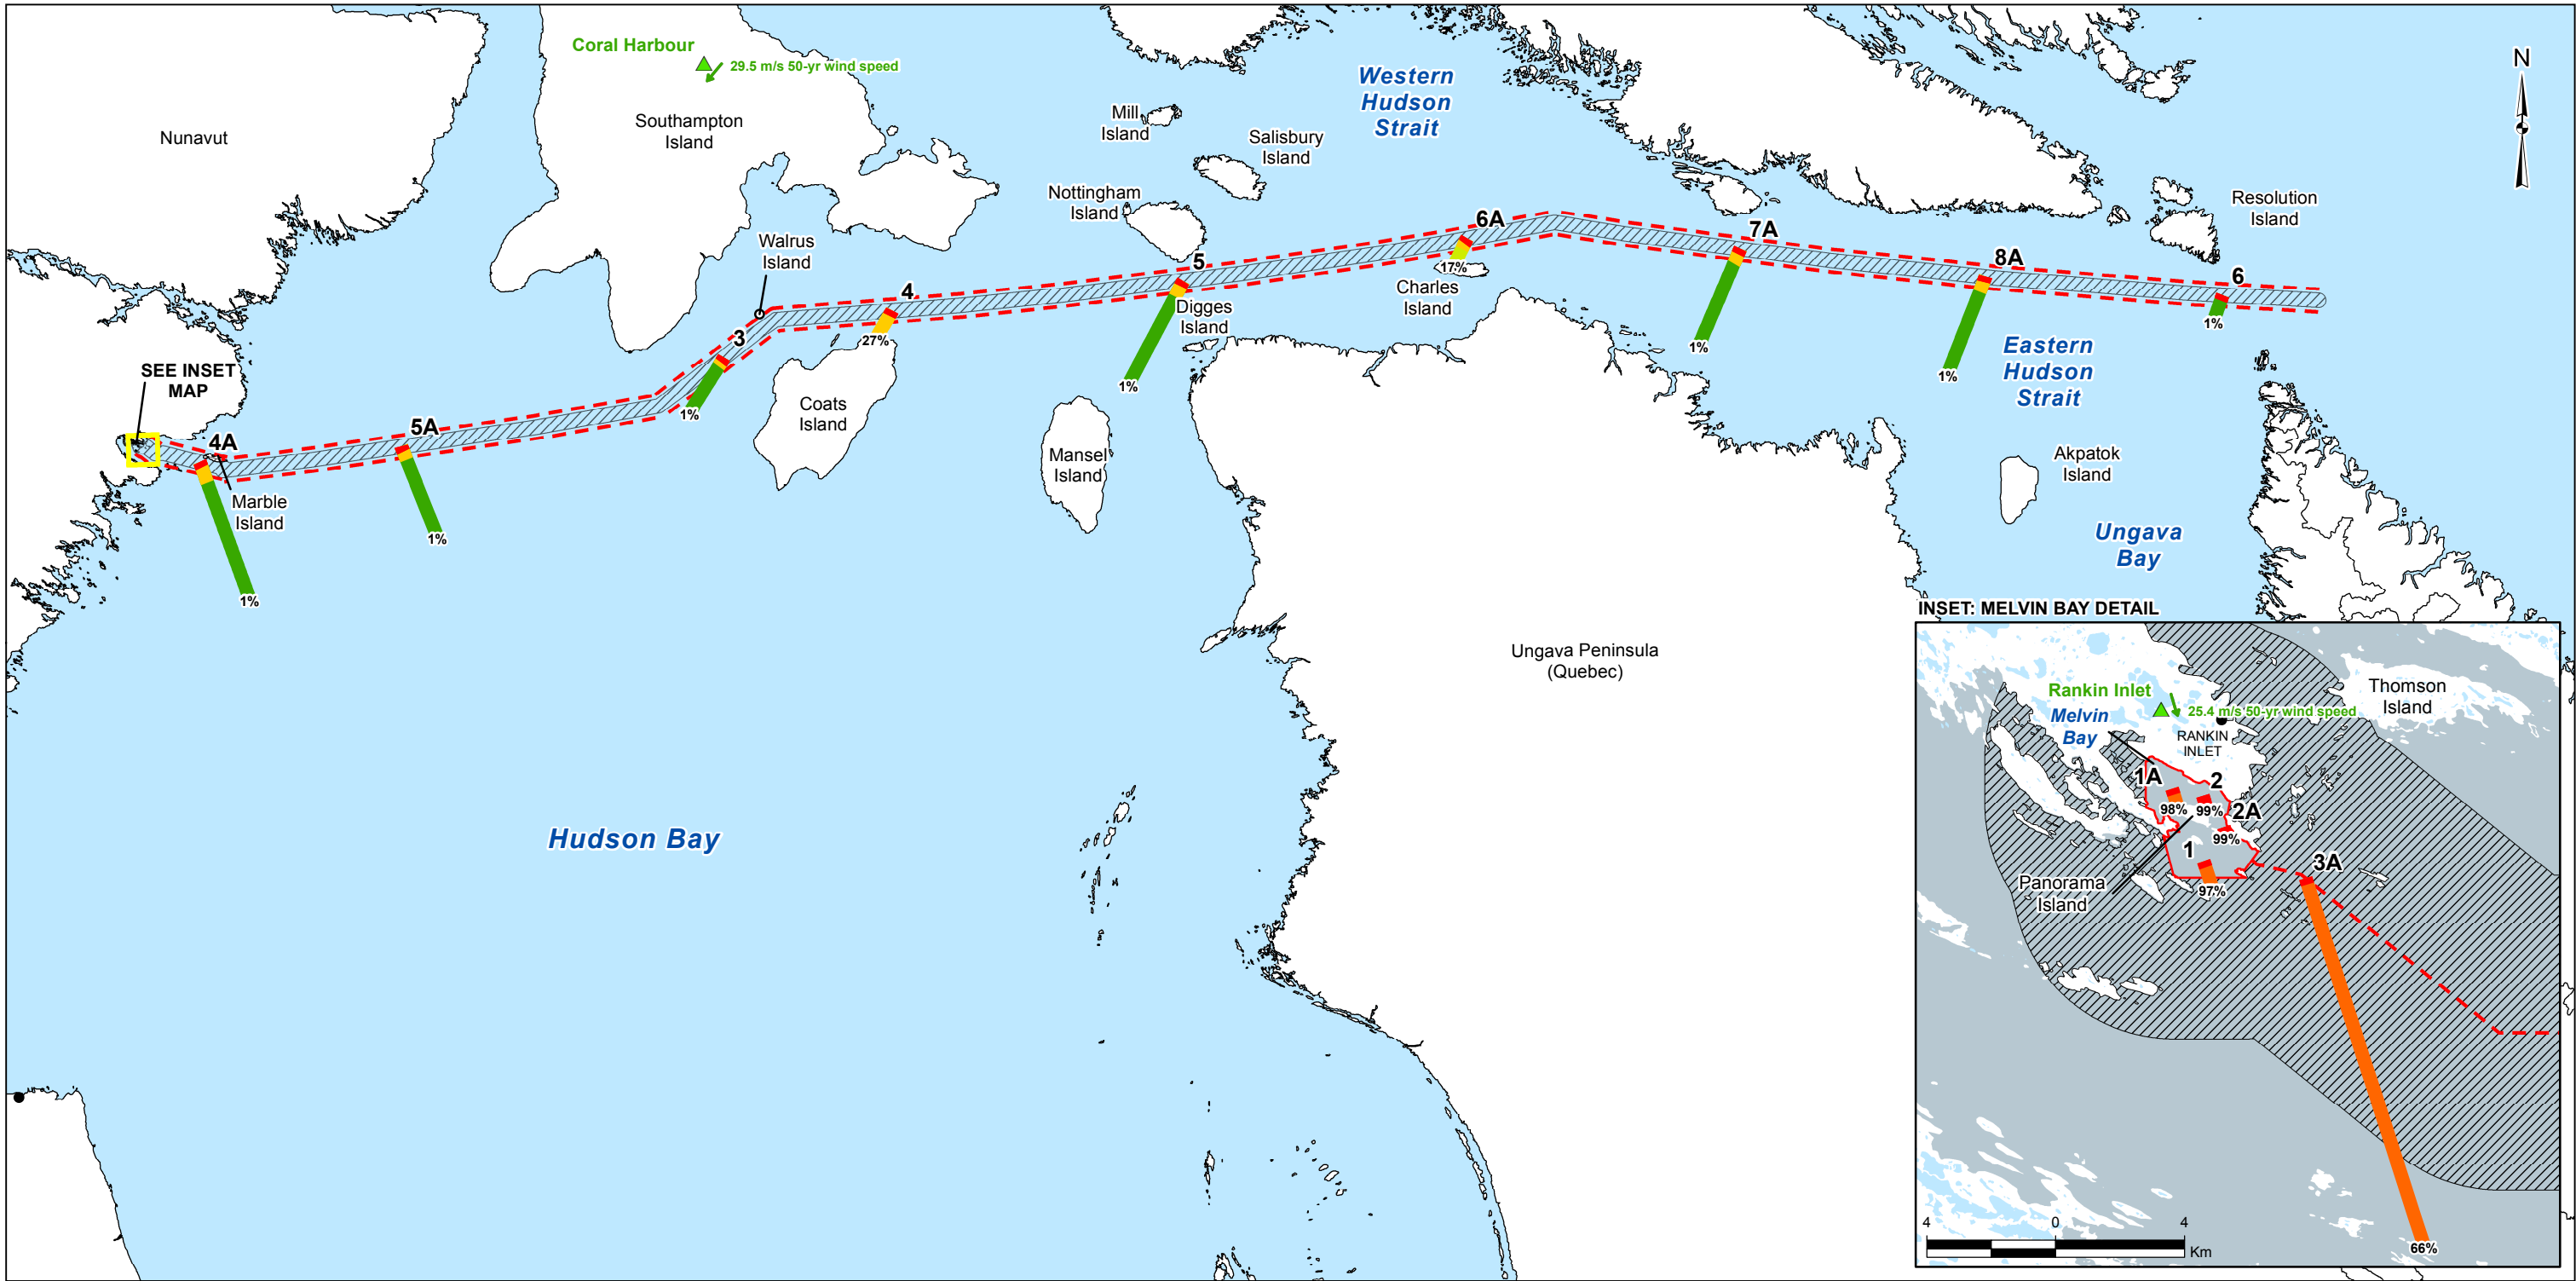 Coral Harbour
29.5 m/s 50-yr wind speed
Nunavut
Southampton
Island
Mill
Island
Salisbury
Island
Western
Hudson
Strait
N
Nottingham
Island
Walrus
Island
Resolution
Island
6A
17%
Charles
Island
7A
1%
8A
1%
6
1%
5
Digges
Island
1%
4
27%
3
1%
SEE INSET
MAP
4A
Marble
Island
1%
5A
1%
Coats
Island
Mansel
Island
Eastern
Hudson
Strait
Akpatok
Island
Ungava
Bay
Ungava Peninsula
(Quebec)
Hudson Bay
INSET: MELVIN BAY DETAIL
Rankin Inlet
25.4 m/s 50-yr wind speed
Melvin
Bay
RANKIN
INLET
Thomson
Island
1A
98%
2
99%
2A
99%
1
97%
Panorama
Island
3A
66%
4 0 4
Km